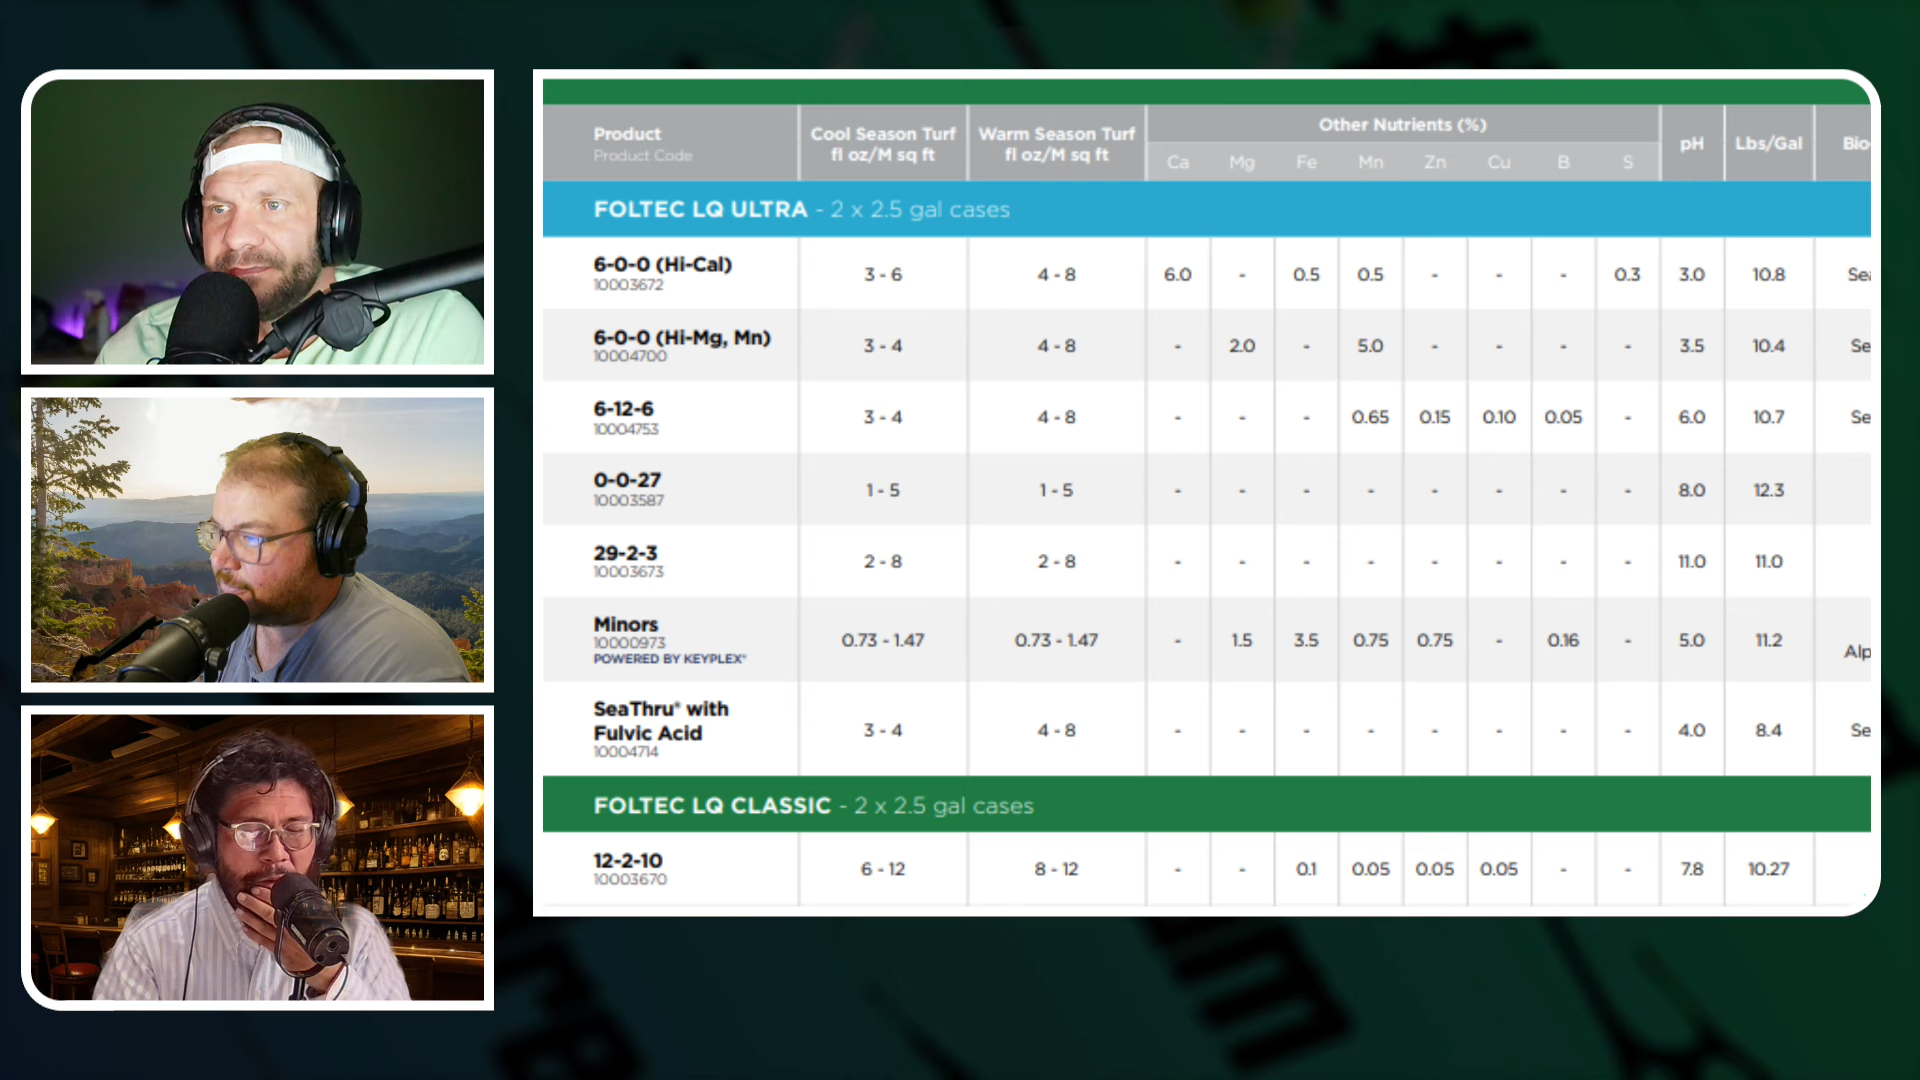 Product
Product Code
Cool Season Turf
fl oz/M sq ft
Warm Season Turf
fl oz/M sq ft
Other Nutrients (%)
Ca Mg Fe Mn Zn Cu B S
pH
Lbs/Gal
Bio
FOLTEC LQ ULTRA - 2 x 2.5 gal cases
6-0-0 (Hi-Cal)
10003672
3 - 6 4 - 8 6.0 - 0.5 0.5 - - - 0.3 3.0 10.8 Sea
6-0-0 (Hi-Mg, Mn)
10004700
3 - 4 4 - 8 - 2.0 - 5.0 - - - - 3.5 10.4 Se
6-12-6
10004753
3 - 4 4 - 8 - - - 0.65 0.15 0.10 0.05 - 6.0 10.7 Se
0-0-27
10003587
1 - 5 1 - 5 - - - - - - - - 8.0 12.3
29-2-3
10003673
2 - 8 2 - 8 - - - - - - - - 11.0 11.0
Minors
10000973
POWERED BY KEYPLEX®
0.73 - 1.47 0.73 - 1.47 - 1.5 3.5 0.75 0.75 - 0.16 - 5.0 11.2 Alp
SeaThru® with
Fulvic Acid
10004714
3 - 4 4 - 8 - - - - - - - - 4.0 8.4 Se
FOLTEC LQ CLASSIC - 2 x 2.5 gal cases
12-2-10
10003670
6 - 12 8 - 12 - - 0.1 0.05 0.05 0.05 - - 7.8 10.27